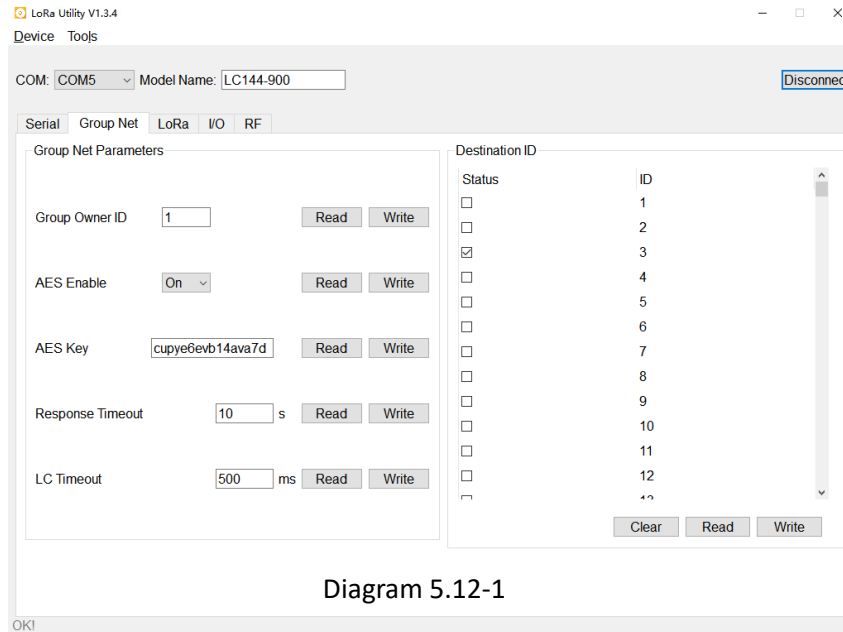 LoRa Utility V1.3.4
Device Tools
COM: COM5 Model Name: LC144-900
Serial Group Net LoRa I/O RF
Group Net Parameters
Group Owner ID 1 Read Write
AES Enable On Read Write
AES Key cupye6evb14ava7d Read Write
Response Timeout 10 s Read Write
LC Timeout 500 ms Read Write
Destination ID
Status ID
1
2
3
4
5
6
7
8
9
10
11
12
Clear Read Write
Diagram 5.12-1
OK!